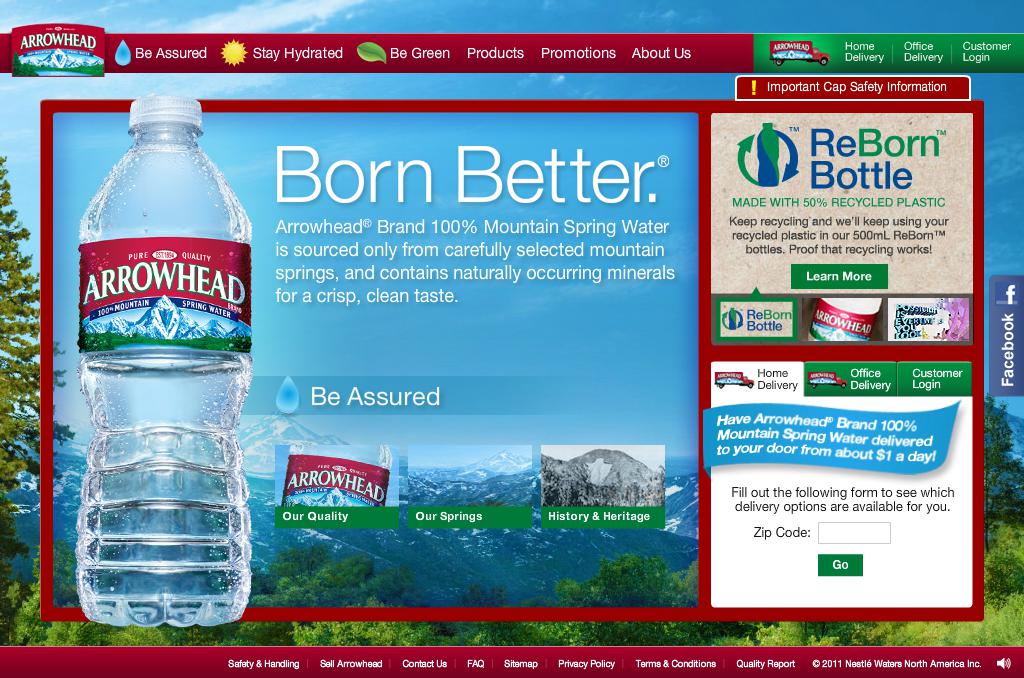 ARROWHEAD
Be Assured
Stay Hydrated
Be Green
Products
Promotions
About Us
ARROWHEAD
Home
Delivery
Office
Delivery
Customer
Login
! Important Cap Safety Information
PURE EST 1894 QUALITY
ARROWHEAD
BRAND
100% MOUNTAIN SPRING WATER
Born Better.®
Arrowhead® Brand 100% Mountain Spring Water
is sourced only from carefully selected mountain
springs, and contains naturally occurring minerals
for a crisp, clean taste.
Be Assured
PURE QUALITY
ARROWHEAD
Our Quality
Our Springs
History & Heritage
ReBorn™
Bottle
TM
MADE WITH 50% RECYCLED PLASTIC
Keep recycling and we'll keep using your
recycled plastic in our 500mL ReBorn™
bottles. Proof that recycling works!
Learn More
ReBorn
Bottle
ARROWHEAD
f
Facebook
Home
Delivery
Office
Delivery
Customer
Login
Have Arrowhead® Brand 100%
Mountain Spring Water delivered
to your door from about $1 a day!
Fill out the following form to see which
delivery options are available for you.
Zip Code:
Go
Safety & Handling
Sell Arrowhead
Contact Us
FAQ
Sitemap
Privacy Policy
Terms & Conditions
Quality Report
© 2011 Nestlé Waters North America Inc.